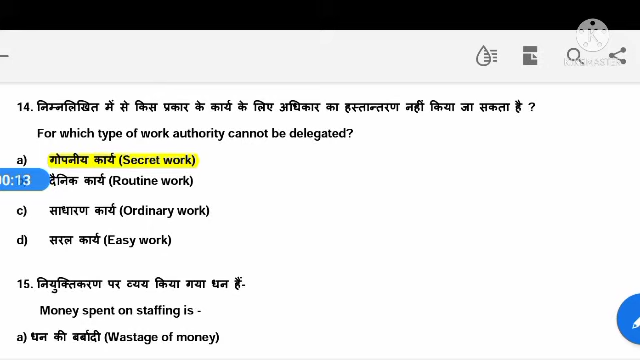 KINEMASTER
14. निम्नलिखित में से किस प्रकार के कार्य के लिए अधिकार का हस्तान्तरण नहीं किया जा सकता है ?
For which type of work authority cannot be delegated?
a) गोपनीय कार्य (Secret work)
00:13 दैनिक कार्य (Routine work)
c) साधारण कार्य (Ordinary work)
d) सरल कार्य (Easy work)
15. नियुक्तिकरण पर व्यय किया गया धन हैं-
Money spent on staffing is -
a) धन की बर्बादी (Wastage of money)